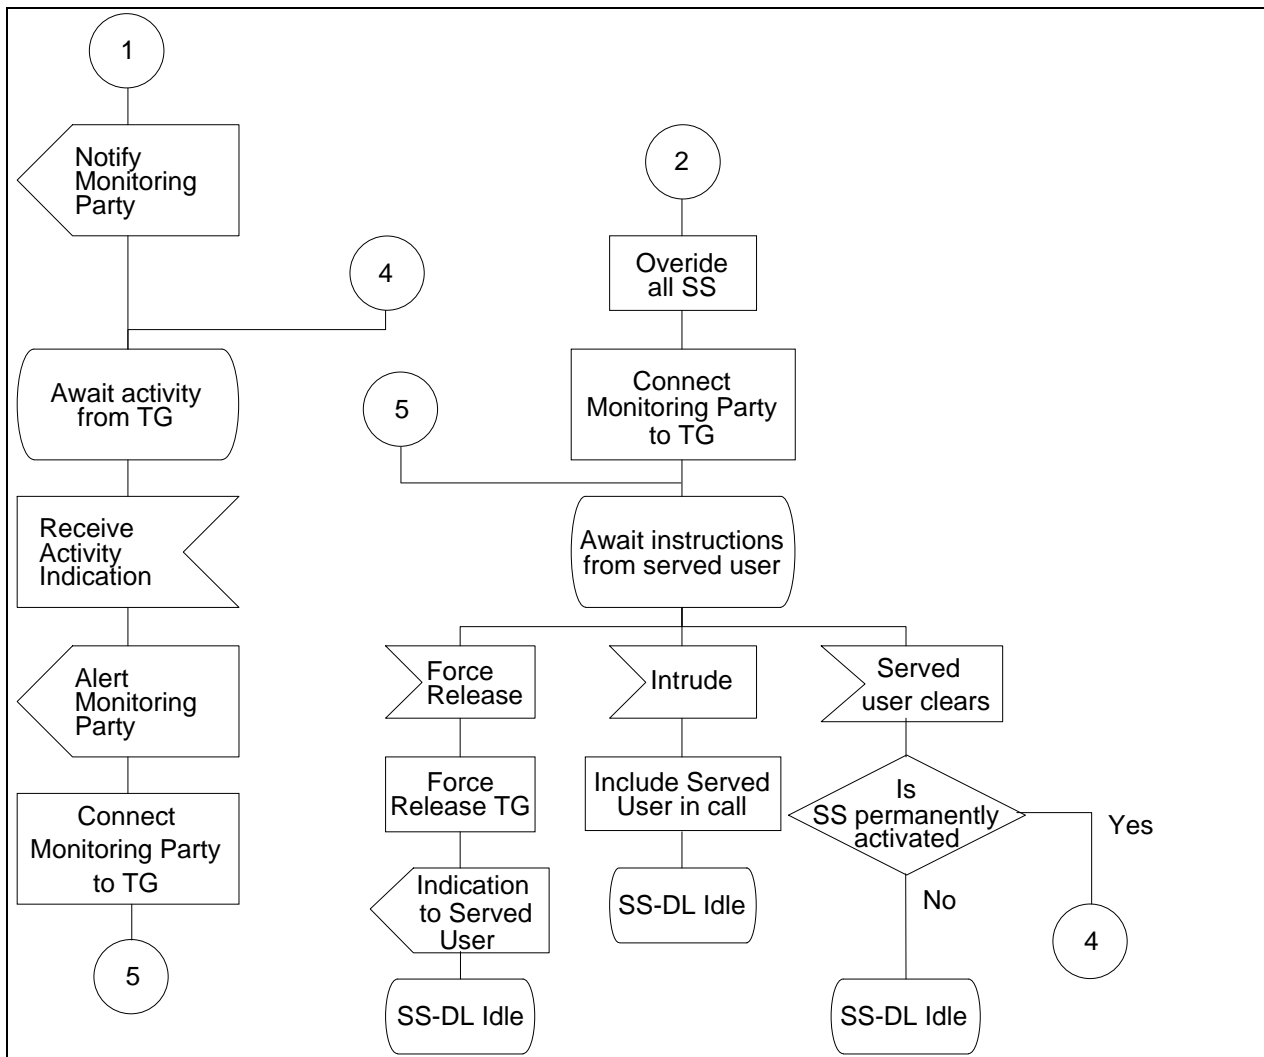 1
Notify
Monitoring
Party
4
Await activity
from TG
Receive
Activity
Indication
Alert
Monitoring
Party
Connect
Monitoring Party
to TG
5
2
Overide
all SS
Connect
Monitoring Party
to TG
5
Await instructions
from served user
Force
Release
Force
Release TG
Indication
to Served
User
SS-DL Idle
Intrude
Include Served
User in call
SS-DL Idle
Served
user clears
Is
SS permanently
activated
Yes
No
4
SS-DL Idle